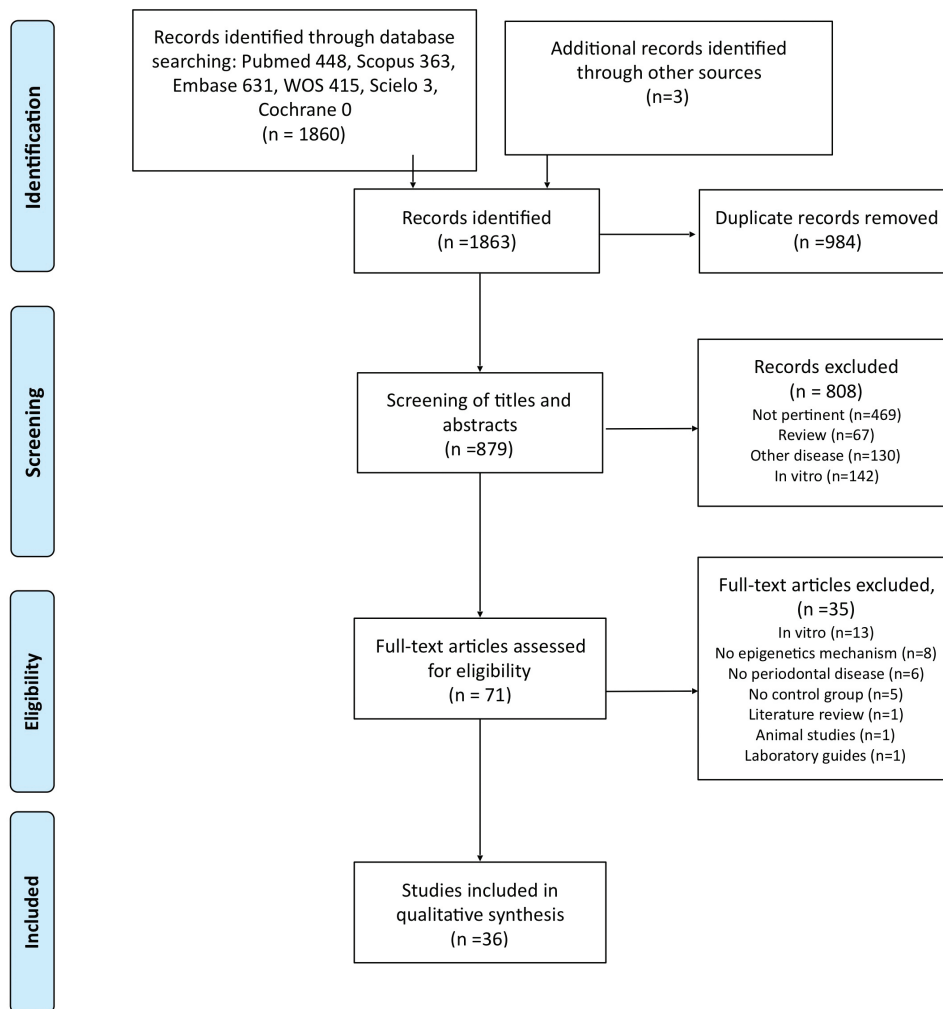 Identification
Records identified through database
searching: Pubmed 448, Scopus 363,
Embase 631, WOS 415, Scielo 3,
Cochrane 0
(n = 1860)
Additional records identified
through other sources
(n=3)
Records identified
(n =1863)
Duplicate records removed
(n =984)
Screening
Screening of titles and
abstracts
(n =879)
Records excluded
(n = 808)
Not pertinent (n=469)
Review (n=67)
Other disease (n=130)
In vitro (n=142)
Eligibility
Full-text articles assessed
for eligibility
(n = 71)
Full-text articles excluded,
(n =35)
In vitro (n=13)
No epigenetics mechanism (n=8)
No periodontal disease (n=6)
No control group (n=5)
Literature review (n=1)
Animal studies (n=1)
Laboratory guides (n=1)
Included
Studies included in
qualitative synthesis
(n =36)